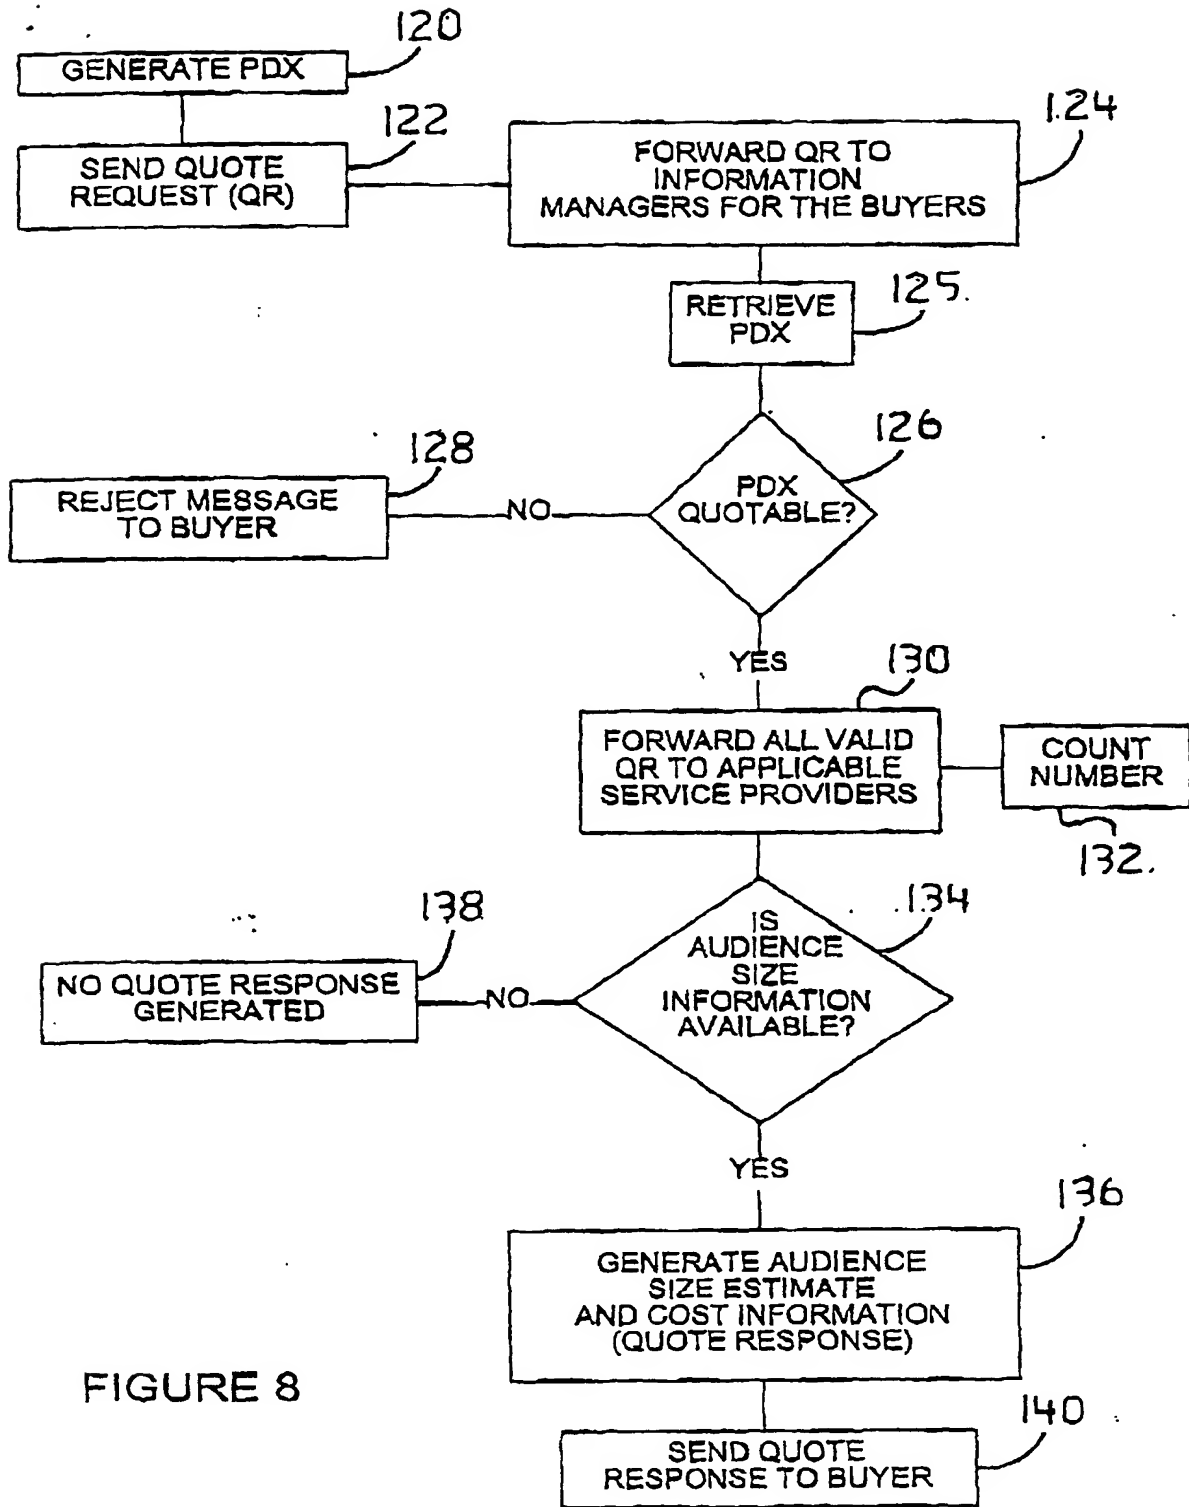 120
GENERATE PDX
122
SEND QUOTE
REQUEST (QR)
124
FORWARD QR TO
INFORMATION
MANAGERS FOR THE BUYERS
125.
RETRIEVE
PDX
126
PDX
QUOTABLE?
NO
128
REJECT MESSAGE
TO BUYER
YES
130
FORWARD ALL VALID
QR TO APPLICABLE
SERVICE PROVIDERS
COUNT
NUMBER
132.
134
IS
AUDIENCE
SIZE
INFORMATION
AVAILABLE?
NO
138
NO QUOTE RESPONSE
GENERATED
YES
136
GENERATE AUDIENCE
SIZE ESTIMATE
AND COST INFORMATION
(QUOTE RESPONSE)
140
SEND QUOTE
RESPONSE TO BUYER
FIGURE 8